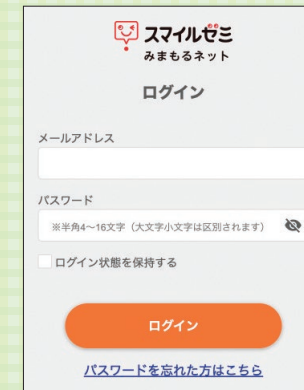 スマイルゼミ
みまもるネット
ログイン
メールアドレス
パスワード
※半角4～16文字（大文字小文字は区別されます）
ログイン状態を保持する
ログイン
パスワードを忘れた方はこちら